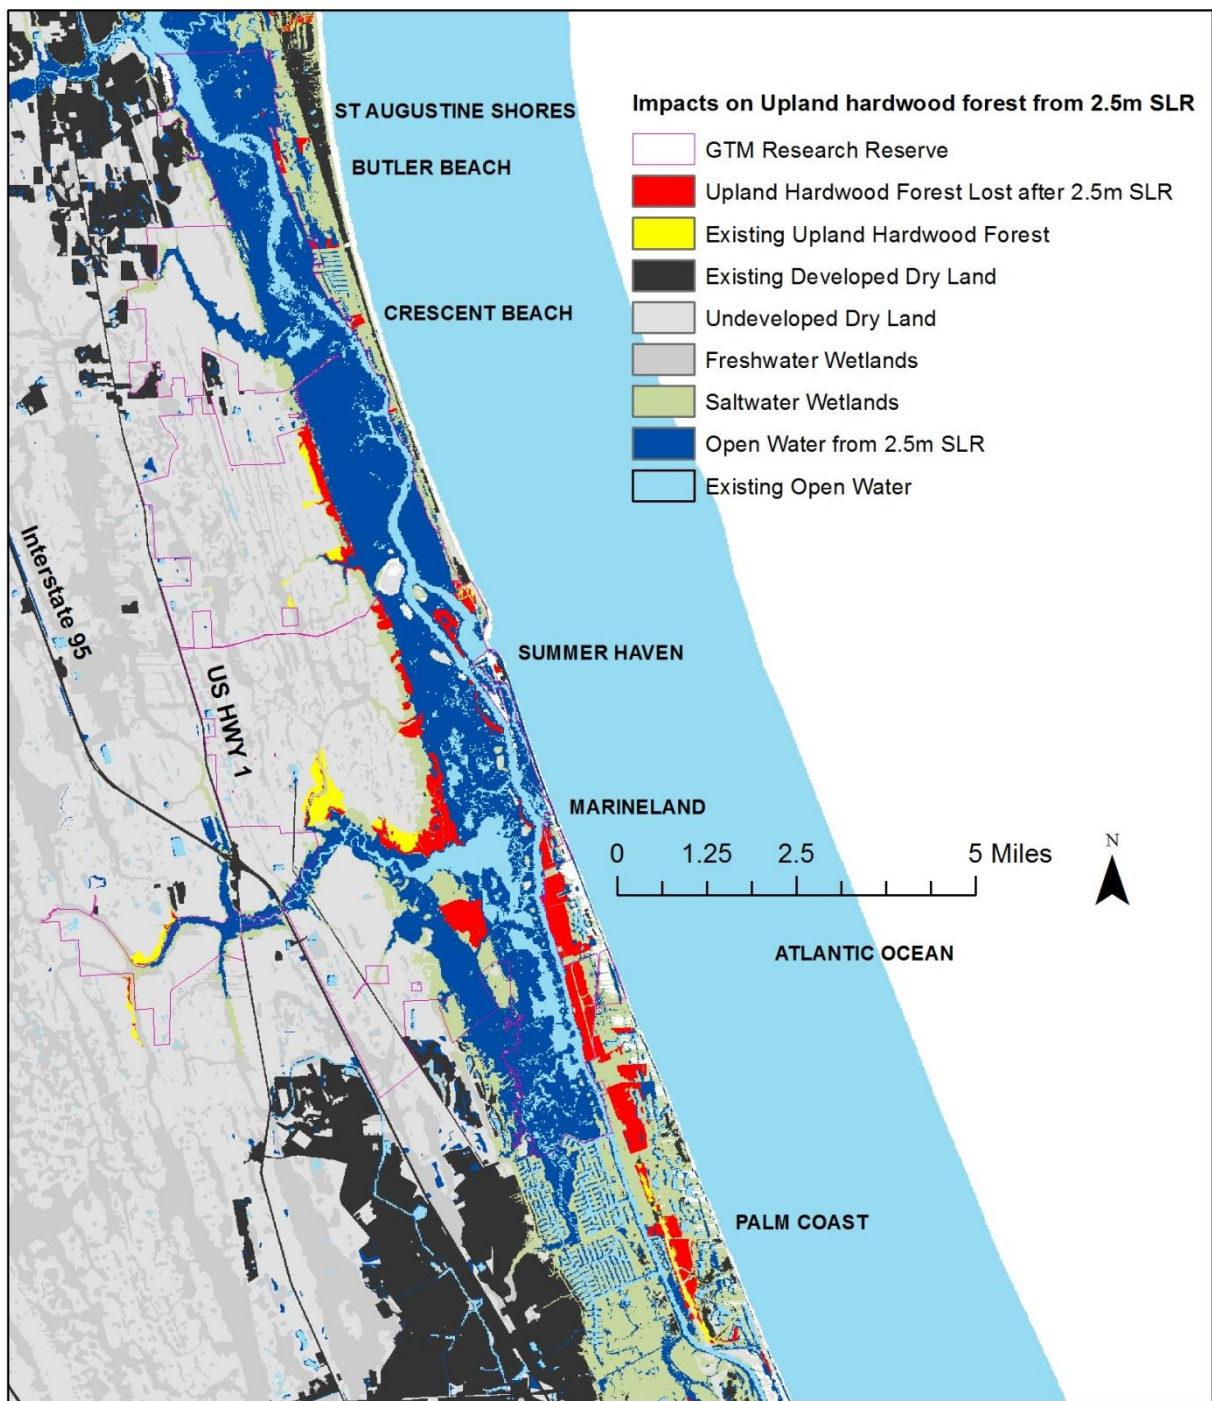 ST AUGUSTINE SHORES
BUTLER BEACH
CRESCENT BEACH
Impacts on Upland hardwood forest from 2.5m SLR
GTM Research Reserve
Upland Hardwood Forest Lost after 2.5m SLR
Existing Upland Hardwood Forest
Existing Developed Dry Land
Undeveloped Dry Land
Freshwater Wetlands
Saltwater Wetlands
Open Water from 2.5m SLR
Existing Open Water
Interstate 95
US HWY 1
SUMMER HAVEN
MARINELAND
0 1.25 2.5 5 Miles
N
ATLANTIC OCEAN
PALM COAST